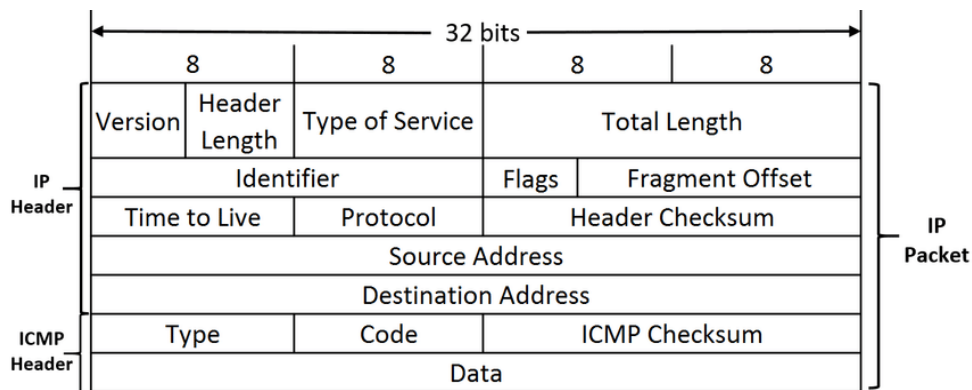 32 bits
8 8 8 8
Version Header Length Type of Service Total Length
Identifier Flags Fragment Offset
Time to Live Protocol Header Checksum
Source Address
Destination Address
Type Code ICMP Checksum
Data
IP
Header
ICMP
Header
IP
Packet